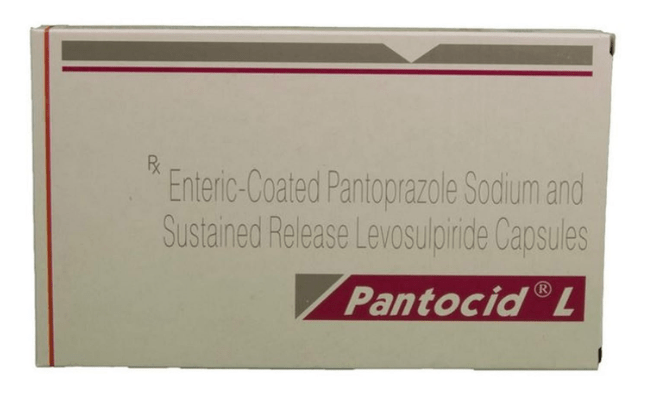 Rx Enteric-Coated Pantoprazole Sodium and
Sustained Release Levosulpiride Capsules
Pantocid® L